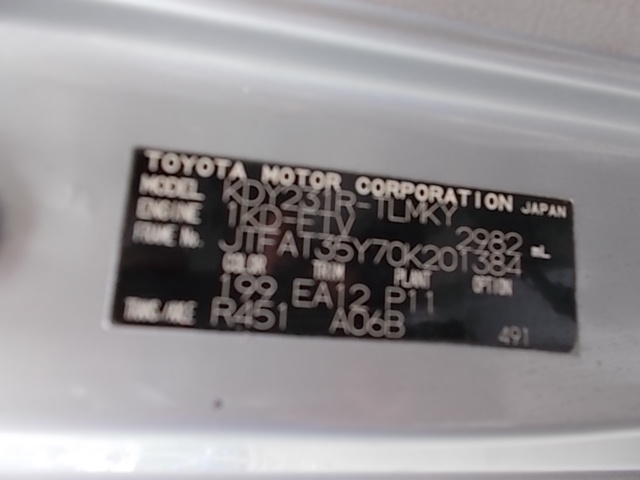 TOYOTA MOTOR CORPORATION JAPAN
MODEL KDY231R-TLMKY
ENGINE 1KD-FTV 2982 mL
FRAME No. JTFAT35Y70K201384
COLOR TRIM PLANT OPTION
199 EA12 P11
TRANS/AXLE R451 A06B
491